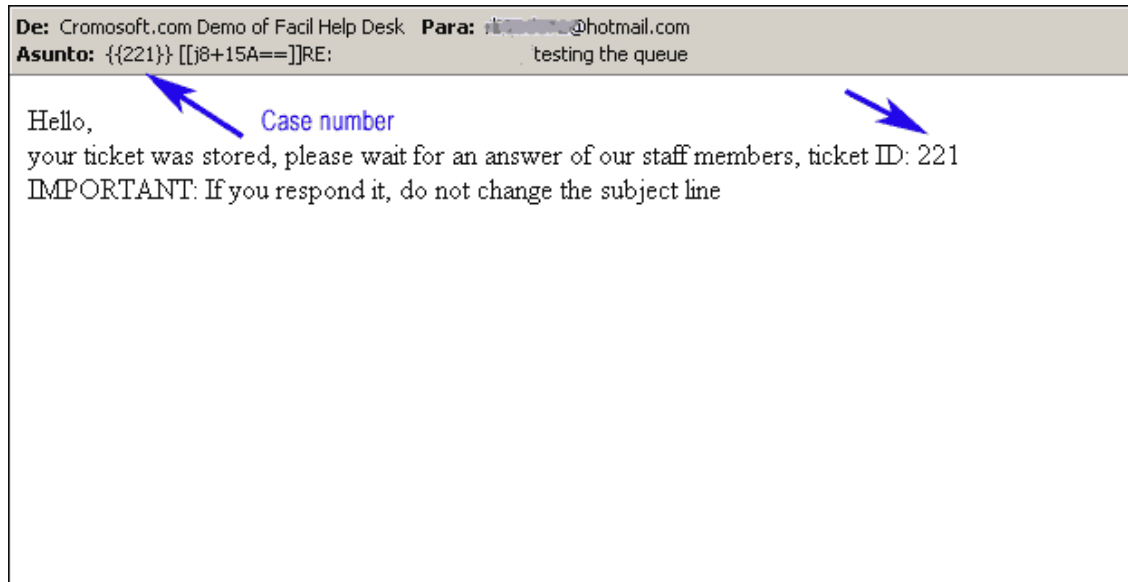 De: Cromosoft.com Demo of Facil Help Desk Para: @hotmail.com
Asunto: {{221}} [[j8+15A==]]RE: testing the queue
Case number
Hello,
your ticket was stored, please wait for an answer of our staff members, ticket ID: 221
IMPORTANT: If you respond it, do not change the subject line